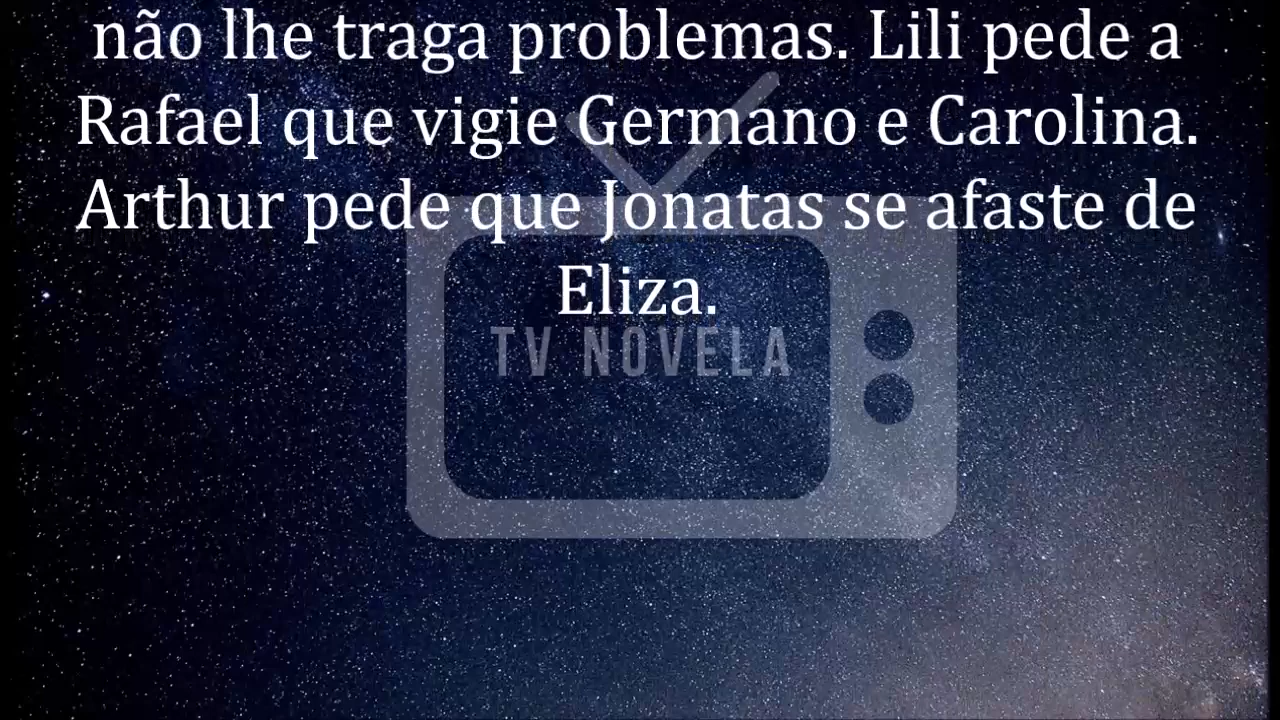 não lhe traga problemas. Lili pede a
Rafael que vigie Germano e Carolina.
Arthur pede que Jonatas se afaste de
Eliza.
TV NOVELA